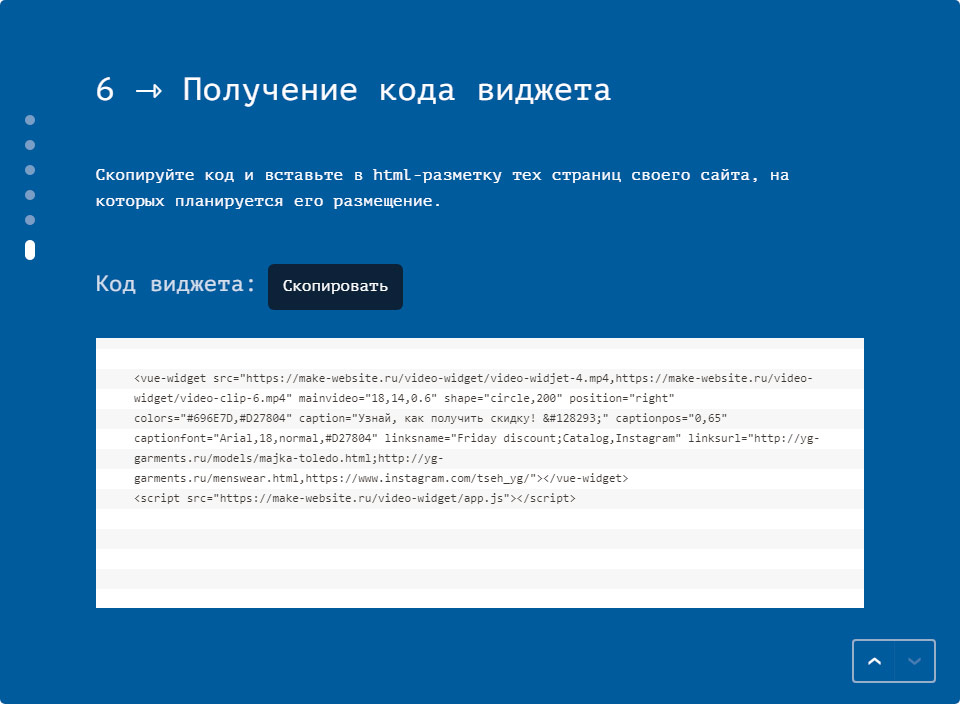 6 → Получение кода виджета
Скопируйте код и вставьте в html-разметку тех страниц своего сайта, на
которых планируется его размещение.
Код виджета: Скопировать
<vue-widget src="https://make-website.ru/video-widget/video-widjet-4.mp4,https://make-website.ru/video-
widget/video-clip-6.mp4" mainvideo="18,14,0.6" shape="circle,200" position="right"
colors="#696E7D,#D27804" caption="Узнай, как получить скидку! &#128293;" captionpos="0,65"
captionfont="Arial,18,normal,#D27804" linksname="Friday discount;Catalog,Instagram" linksurl="http://yg-
garments.ru/models/majka-toledo.html;http://yg-
garments.ru/menswear.html,https://www.instagram.com/tseh_yg/"></vue-widget>
<script src="https://make-website.ru/video-widget/app.js"></script>